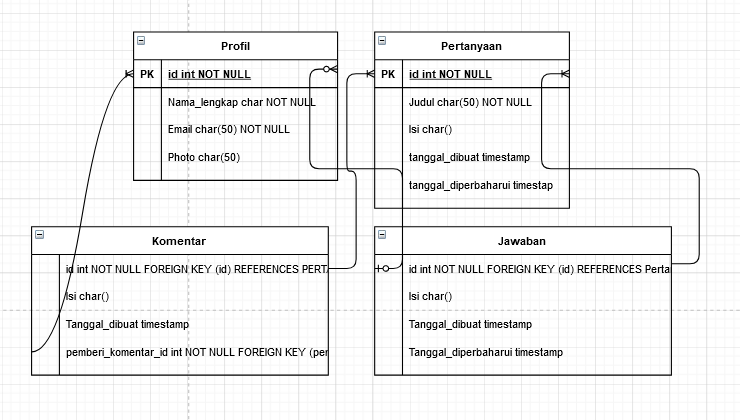 Profil
PK id int NOT NULL
Nama_lengkap char NOT NULL
Email char(50) NOT NULL
Photo char(50)
Pertanyaan
PK id int NOT NULL
Judul char(50) NOT NULL
Isi char()
tanggal_dibuat timestamp
tanggal_diperbaharui timestap
Komentar
id int NOT NULL FOREIGN KEY (id) REFERENCES PERTA
Isi char()
Tanggal_dibuat timestamp
pemberi_komentar_id int NOT NULL FOREIGN KEY (per
Jawaban
id int NOT NULL FOREIGN KEY (id) REFERENCES Perta
Isi char()
Tanggal_dibuat timestamp
Tanggal_diperbaharui timestamp